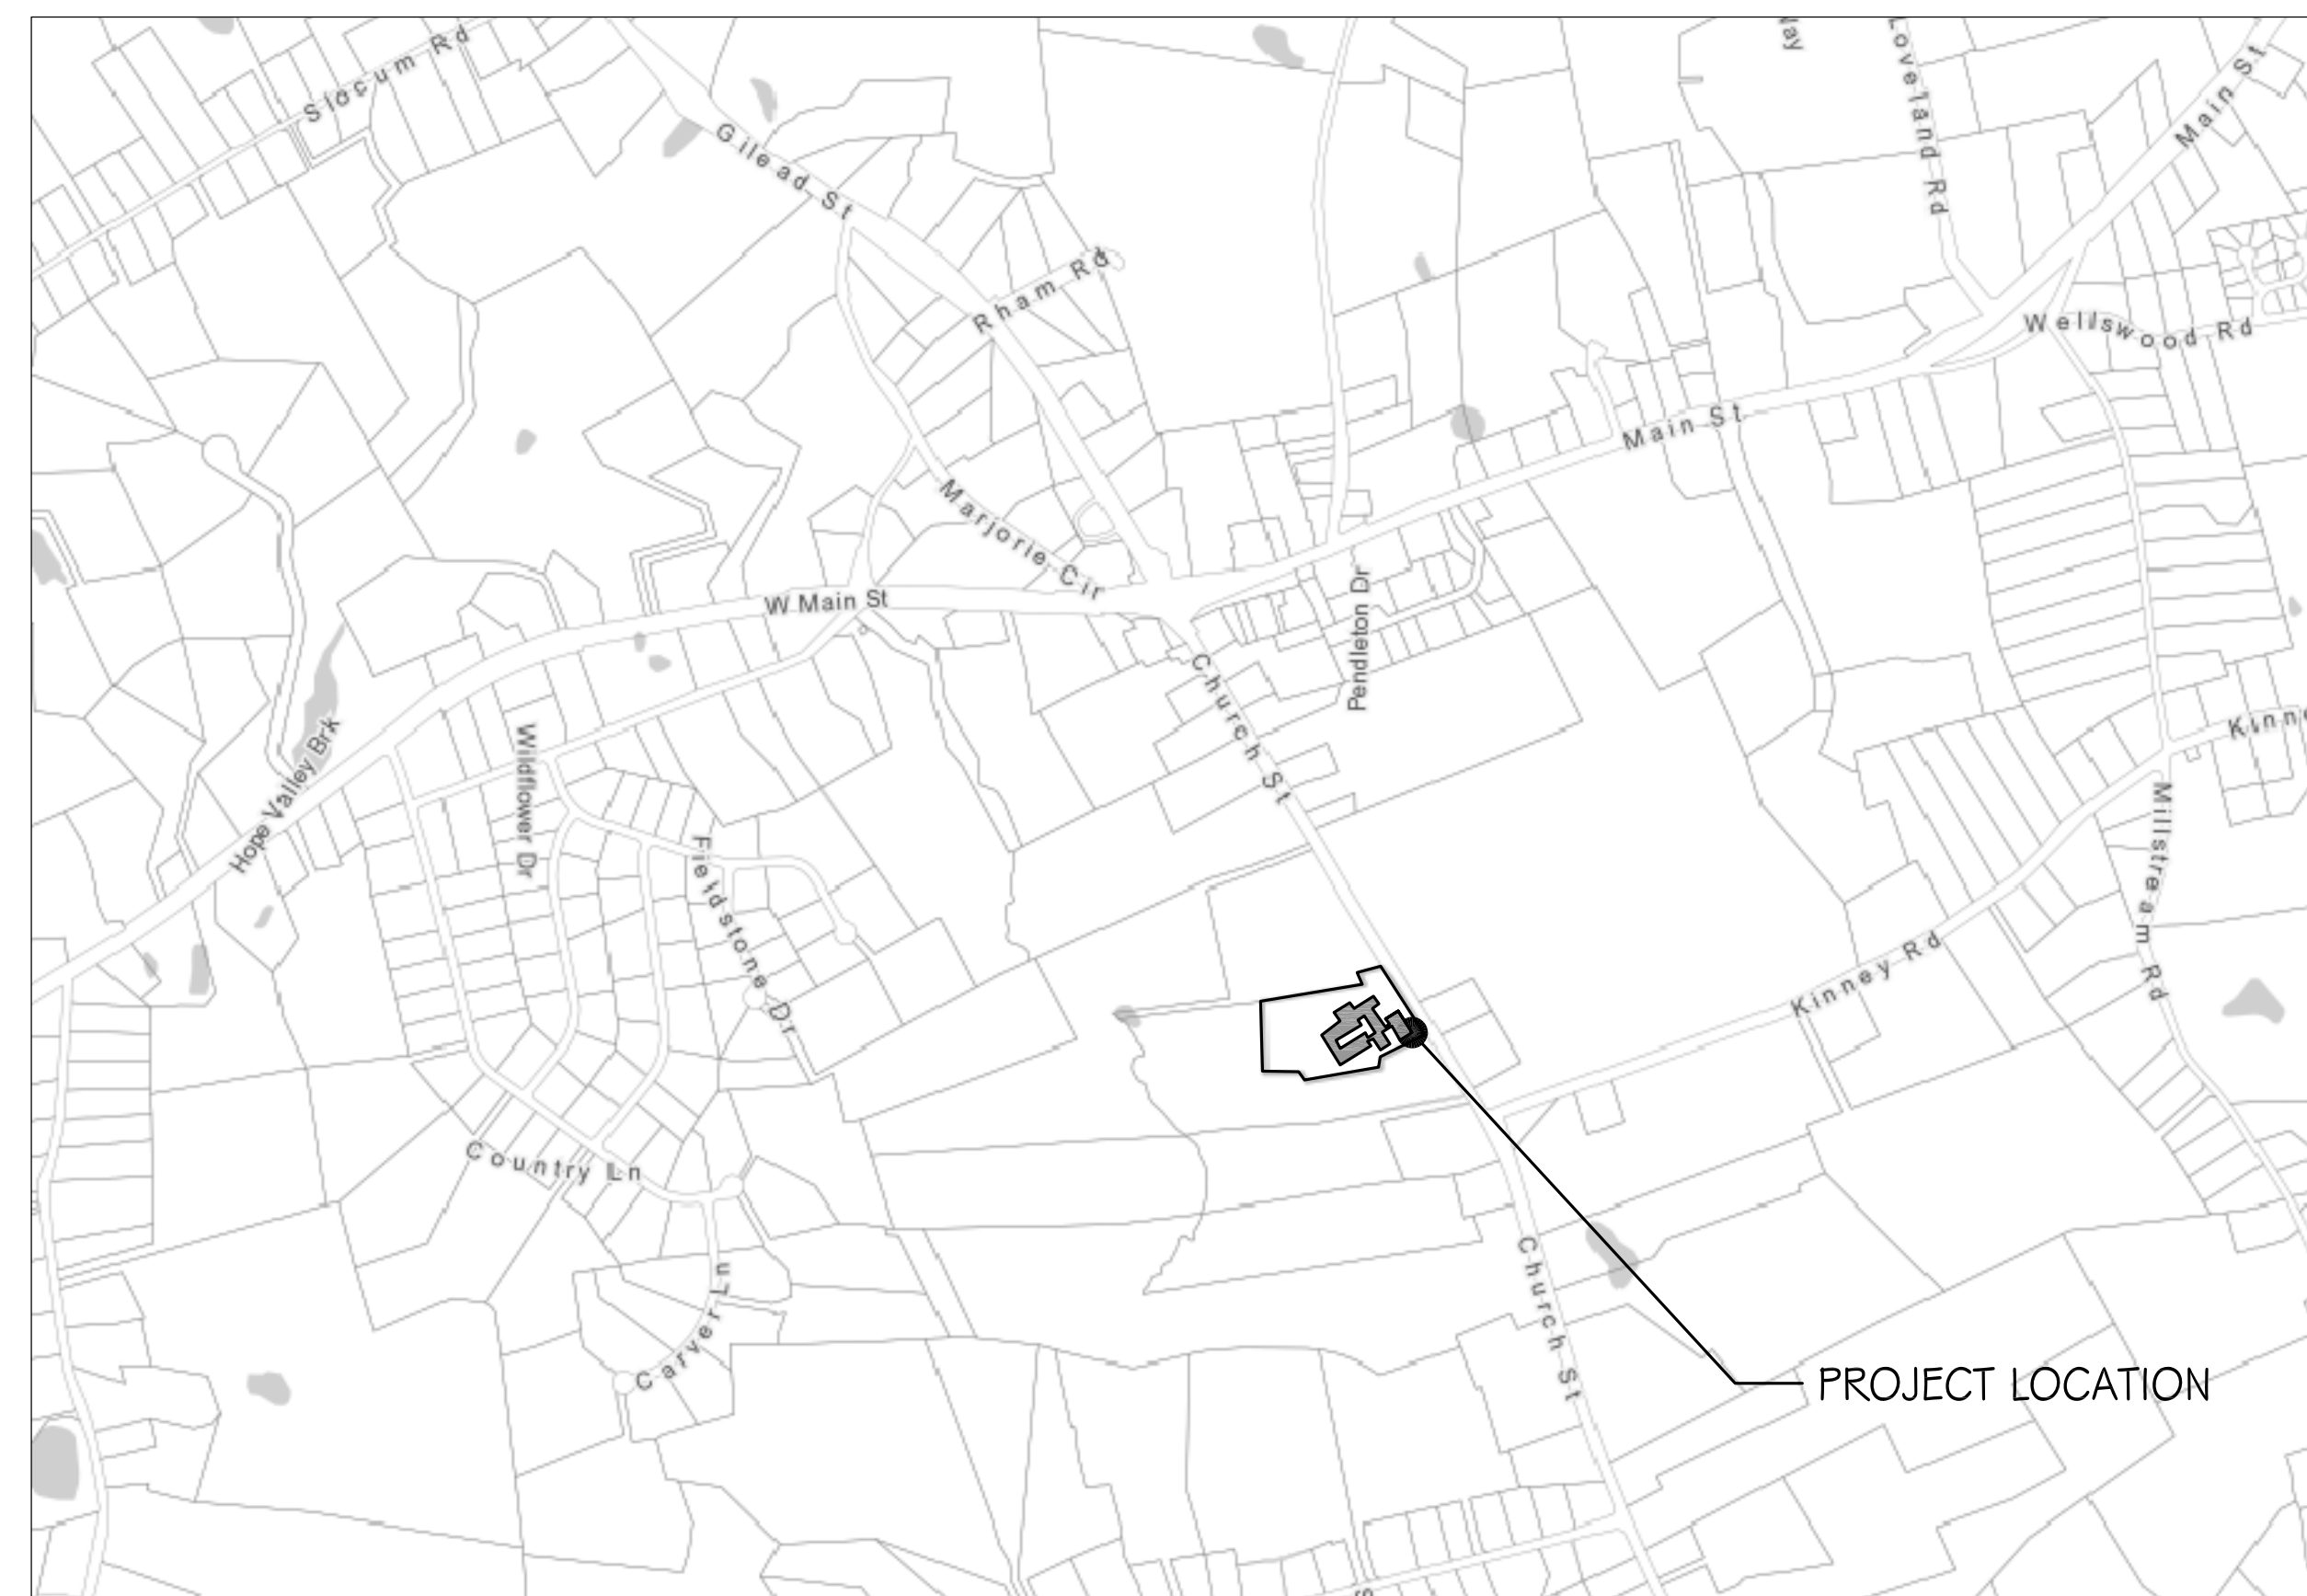 Slocum Rd
Gilead St
Loveland Rd
Main St
Rham Rd
Wellswood Rd
Main St
Marjorie Cir
W Main St
Pendleton Dr
Church St
Hope Valley Brk
Wildflower Dr
Fieldstone Dr
Millstream Rd
Kinney Rd
Country Ln
Carver Ln
Church St
PROJECT LOCATION